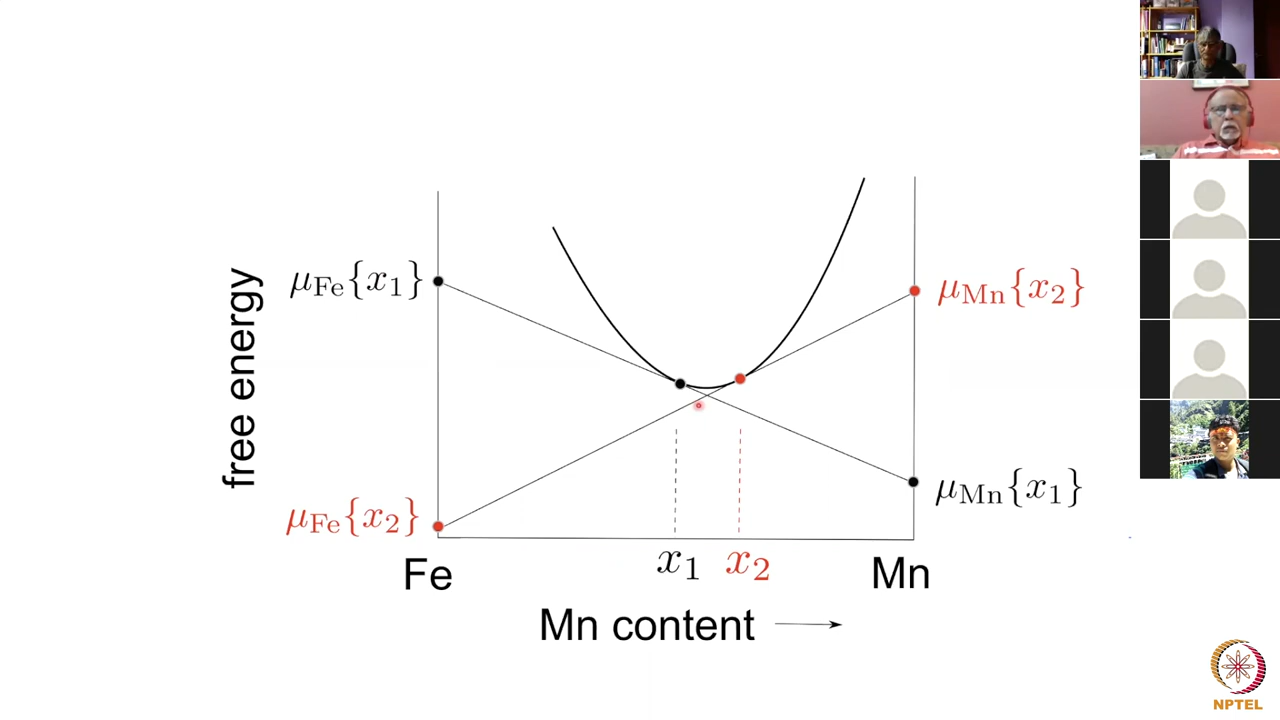 μFe{x1}
μMn{x2}
free energy
μMn{x1}
μFe{x2}
x1 x2
Fe
Mn
Mn content
NPTEL